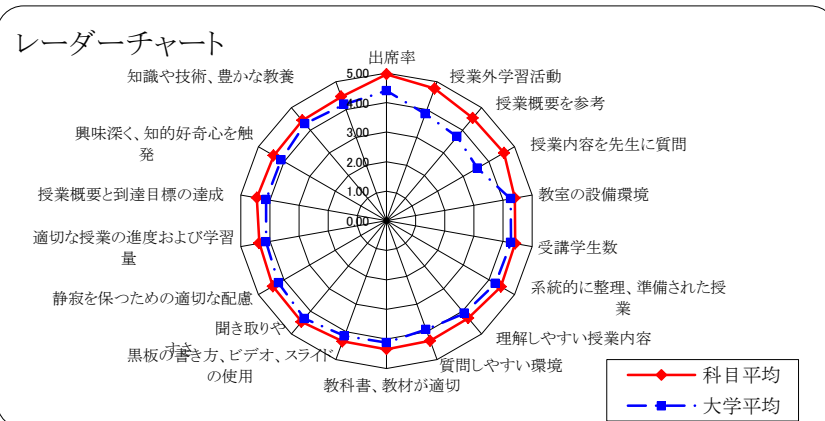 レーダーチャート
出席率
授業外学習活動
授業概要を参考
授業内容を先生に質問
教室の設備環境
受講学生数
系統的に整理、準備された授
業
理解しやすい授業内容
質問しやすい環境
教科書、教材が適切
黒板の書き方、ビデオ、スライド
の使用
聞き取りや
すさ
静寂を保つための適切な配慮
適切な授業の進度および学習
量
授業概要と到達目標の達成
興味深く、知的好奇心を触
発
知識や技術、豊かな教養
5.00
4.00
3.00
2.00
1.00
0.00
科目平均
大学平均